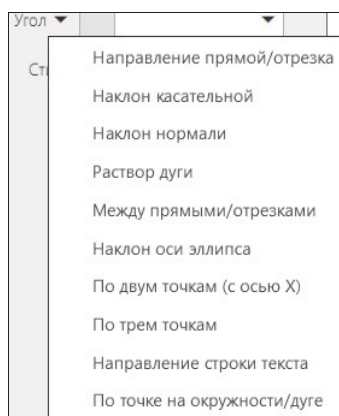 Угол
Направление прямой/отрезка
Наклон касательной
Наклон нормали
Раствор дуги
Между прямыми/отрезками
Наклон оси эллипса
По двум точкам (с осью X)
По трем точкам
Направление строки текста
По точке на окружности/дуге